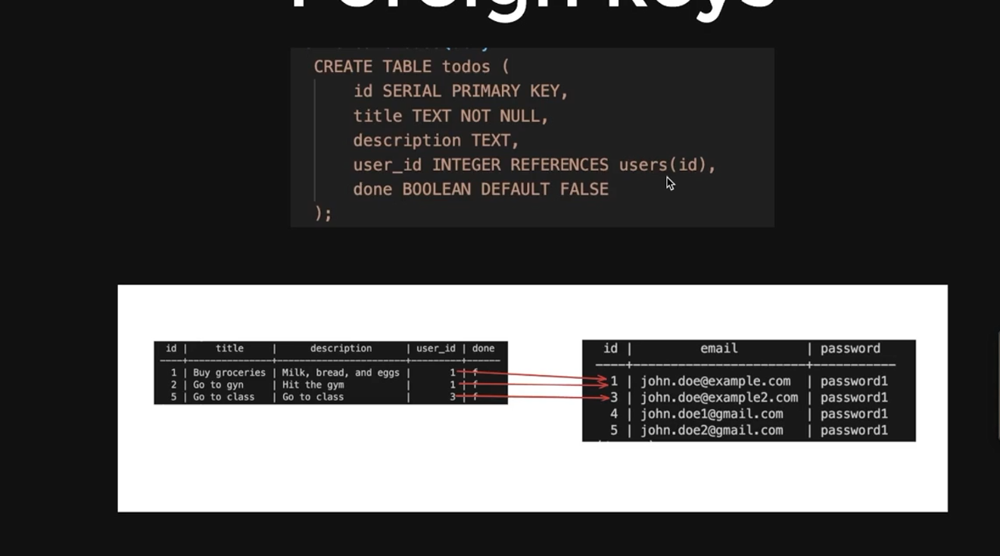 Foreign Keys
CREATE TABLE todos (
id SERIAL PRIMARY KEY,
title TEXT NOT NULL,
description TEXT,
user_id INTEGER REFERENCES users(id),
done BOOLEAN DEFAULT FALSE
);
id | title | description | user_id | done
1 | Buy groceries | Milk, bread, and eggs | 1 | f
2 | Go to gyn | Hit the gym | 1 | f
5 | Go to class | Go to class | 3 | f
id | email | password
1 | john.doe@example.com | password1
3 | john.doe@example2.com | password1
4 | john.doe1@gmail.com | password1
5 | john.doe2@gmail.com | password1